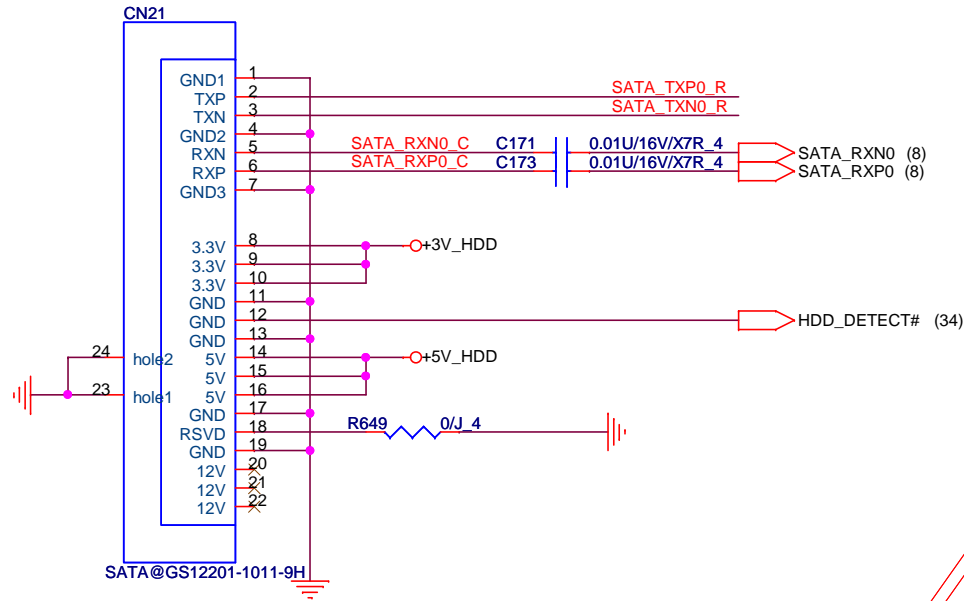 CN21
GND1 1
TXP 2 SATA_TXP0_R
TXN 3 SATA_TXN0_R
GND2 4
RXN 5 SATA_RXN0_C C171 0.01U/16V/X7R_4 SATA_RXN0 (8)
RXP 6 SATA_RXP0_C C173 0.01U/16V/X7R_4 SATA_RXP0 (8)
GND3 7
3.3V 8 +3V_HDD
3.3V 9
3.3V 10
GND 11
GND 12 HDD_DETECT# (34)
GND 13
24 hole2 5V 14 +5V_HDD
5V 15
23 hole1 5V 16
GND 17
RSVD 18 R649 0/J_4
GND 19
12V 20
12V 21
12V 22
SATA@GS12201-1011-9H